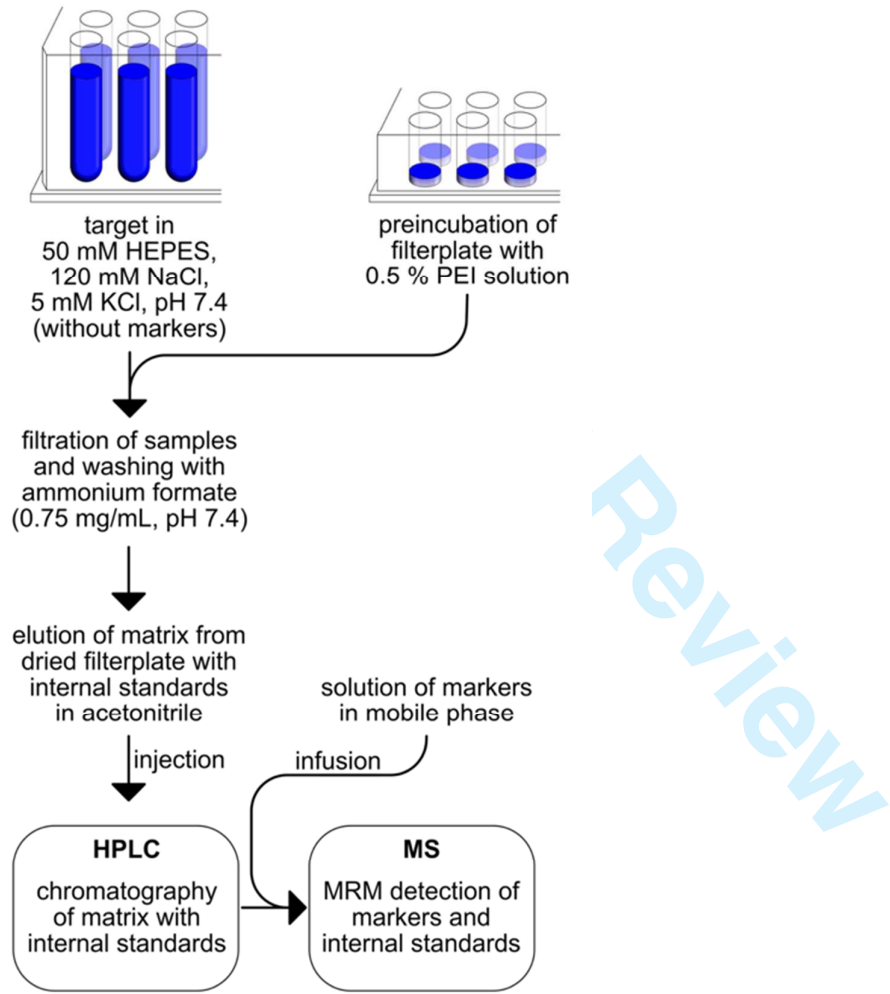 target in
50 mM HEPES,
120 mM NaCl,
5 mM KCl, pH 7.4
(without markers)
preincubation of
filterplate with
0.5 % PEI solution
filtration of samples
and washing with
ammonium formate
(0.75 mg/mL, pH 7.4)
elution of matrix from
dried filterplate with
internal standards
in acetonitrile
solution of markers
in mobile phase
injection
infusion
HPLC
chromatography
of matrix with
internal standards
MS
MRM detection of
markers and
internal standards
Review